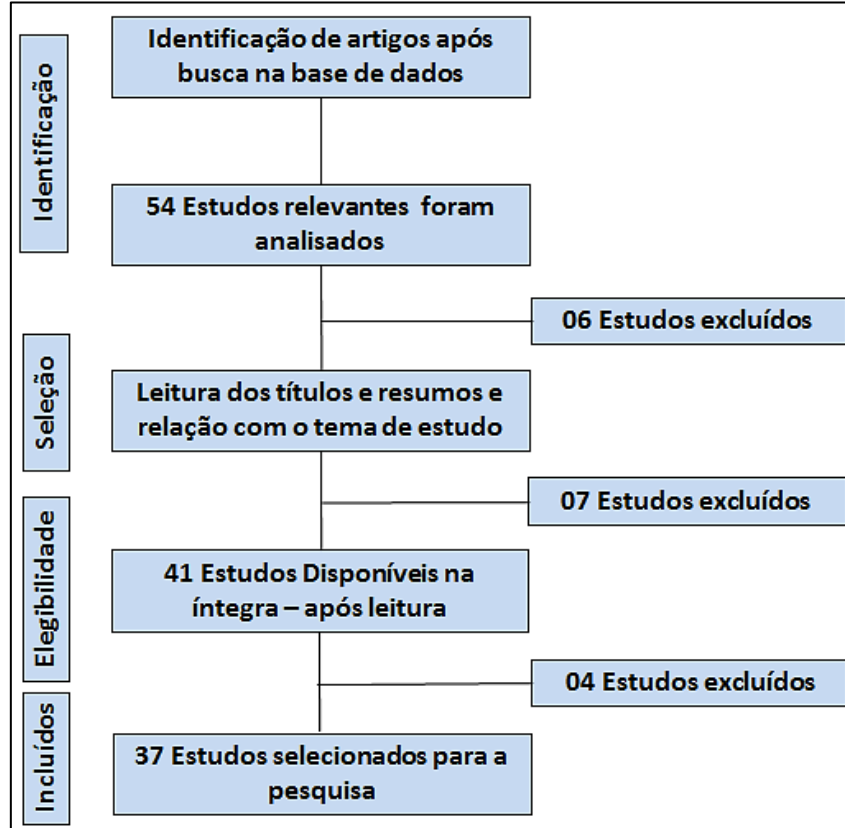 Identificação
Identificação de artigos após
busca na base de dados
54 Estudos relevantes foram
analisados
06 Estudos excluídos
Seleção
Leitura dos títulos e resumos e
relação com o tema de estudo
07 Estudos excluídos
Elegibilidade
41 Estudos Disponíveis na
íntegra – após leitura
04 Estudos excluídos
Incluídos
37 Estudos selecionados para a
pesquisa